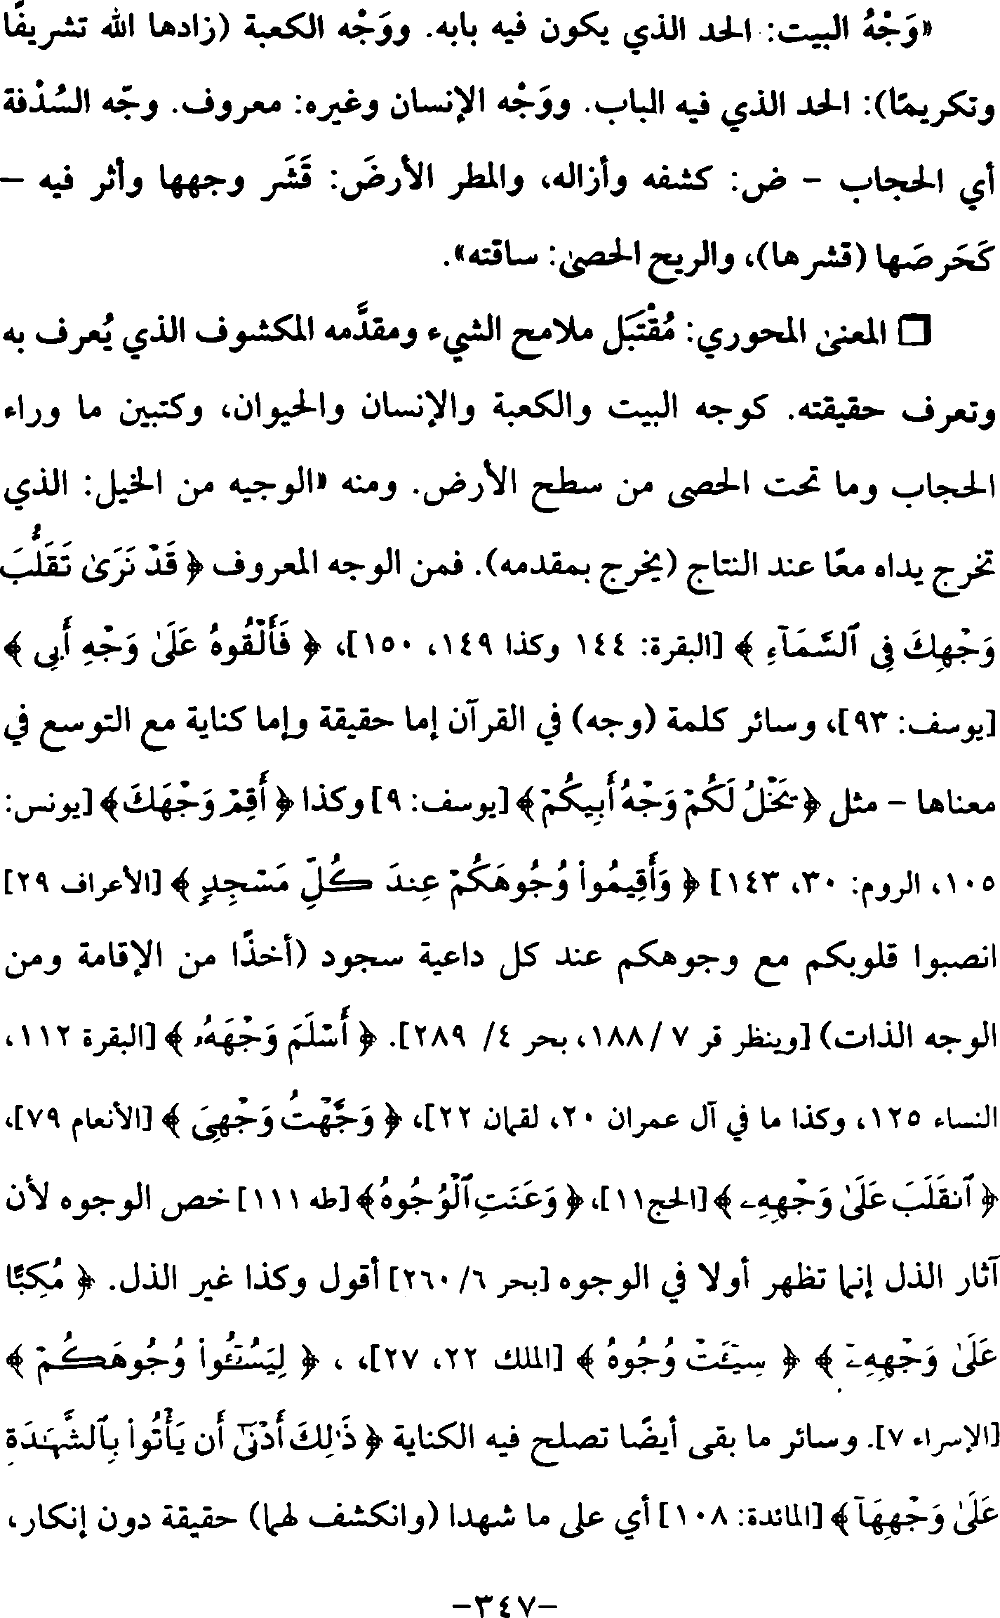 «وَجْهُ البيت: الحد الذي يكون فيه بابه. ووَجْه الكعبة (زادها الله تشريفًا
وتكريمًا): الحد الذي فيه الباب. ووَجْه الإنسان وغيره: معروف. وجّه السُدْفة
أي الحجاب - ض: كشفه وأزاله، والمطر الأرضَ: قَشَر وجهها وأثر فيه -
كَحَرصَها (قشرها)، والريح الحصىٰ: ساقته».
□ المعنىٰ المحوري: مُقْتَبَل ملامح الشيء ومقدَّمه المكشوف الذي يُعرف به
وتعرف حقيقته. كوجه البيت والكعبة والإنسان والحيوان، وكتبين ما وراء
الحجاب وما تحت الحصى من سطح الأرض. ومنه «الوجيه من الخيل: الذي
تخرج يداه معًا عند النتاج (يخرج بمقدمه). فمن الوجه المعروف ﴿ قَدْ نَرَىٰ تَقَلُّبَ
وَجْهِكَ فِي ٱلسَّمَآءِ ﴾ [البقرة: ١٤٤ وكذا ١٤٩، ١٥٠]، ﴿ فَأَلْقُوهُ عَلَىٰ وَجْهِ أَبِي ﴾
[يوسف: ٩٣]، وسائر كلمة (وجه) في القرآن إما حقيقة وإما كناية مع التوسع في
معناها - مثل ﴿ يَخْلُ لَكُمْ وَجْهُ أَبِيكُمْ ﴾ [يوسف: ٩] وكذا ﴿ أَقِمْ وَجْهَكَ ﴾ [يونس:
١٠٥، الروم: ٣٠، ١٤٣] ﴿ وَأَقِيمُوا۟ وُجُوهَكُمْ عِندَ كُلِّ مَسْجِدٍ ﴾ [الأعراف ٢٩]
انصبوا قلوبكم مع وجوهكم عند كل داعية سجود (أخذًا من الإقامة ومن
الوجه الذات) [وينظر قر ٧ /١٨٨، بحر ٤/ ٢٨٩]. ﴿ أَسْلَمَ وَجْهَهُۥ ﴾ [البقرة ١١٢،
النساء ١٢٥، وكذا ما في آل عمران ٢٠، لقمان ٢٢]، ﴿ وَجَّهْتُ وَجْهِيَ ﴾ [الأنعام ٧٩]،
﴿ ٱنقَلَبَ عَلَىٰ وَجْهِهِۦ ﴾ [الحج١١]، ﴿ وَعَنَتِ ٱلْوُجُوهُ ﴾ [طه ١١١] خص الوجوه لأن
آثار الذل إنما تظهر أولا في الوجوه [بحر ٦/ ٢٦٠] أقول وكذا غير الذل. ﴿ مُكِبًّا
عَلَىٰ وَجْهِهِۦٓ ﴾ ﴿ سِيٓـَٔتْ وُجُوهُ ﴾ [الملك ٢٢، ٢٧]، ، ﴿ لِيَسُـۥٓـُٔوا۟ وُجُوهَكُمْ ﴾
[الإسراء ٧]. وسائر ما بقى أيضًا تصلح فيه الكناية ﴿ ذَٰلِكَ أَدْنَىٰٓ أَن يَأْتُوا۟ بِٱلشَّهَـٰدَةِ
عَلَىٰ وَجْهِهَآ ﴾ [المائدة: ١٠٨] أي على ما شهدا (وانكشف لهما) حقيقة دون إنكار،
-٣٤٧-